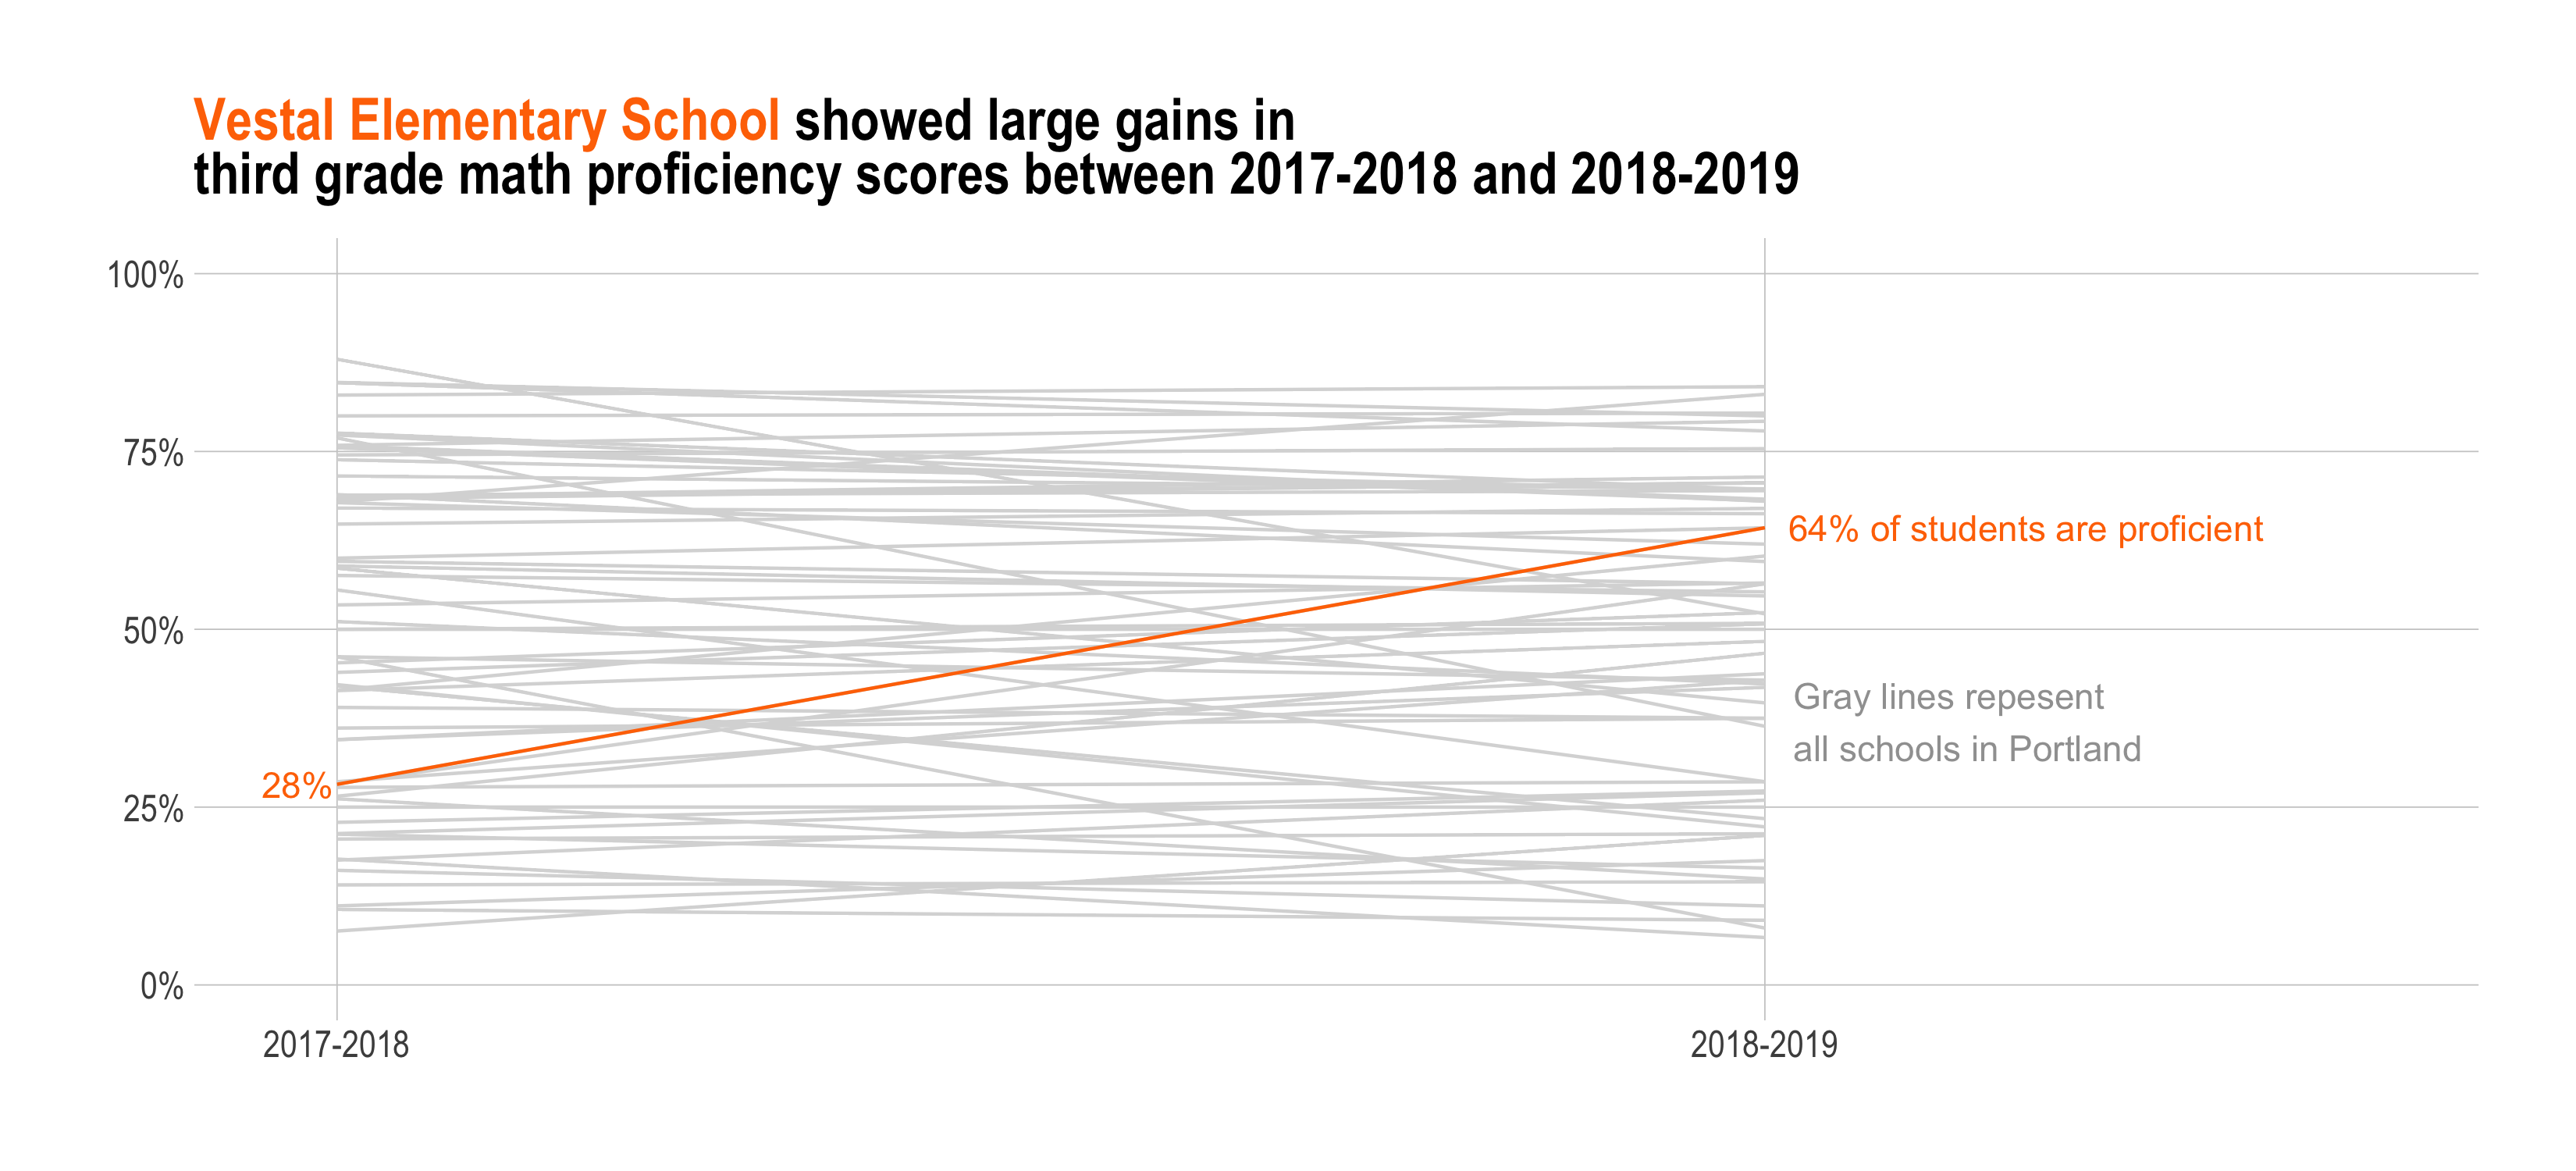 Vestal Elementary School showed large gains in
third grade math proficiency scores between 2017-2018 and 2018-2019
100%
75%
64% of students are proficient
50%
Gray lines repesent
all schools in Portland
28%
25%
0%
2017-2018
2018-2019